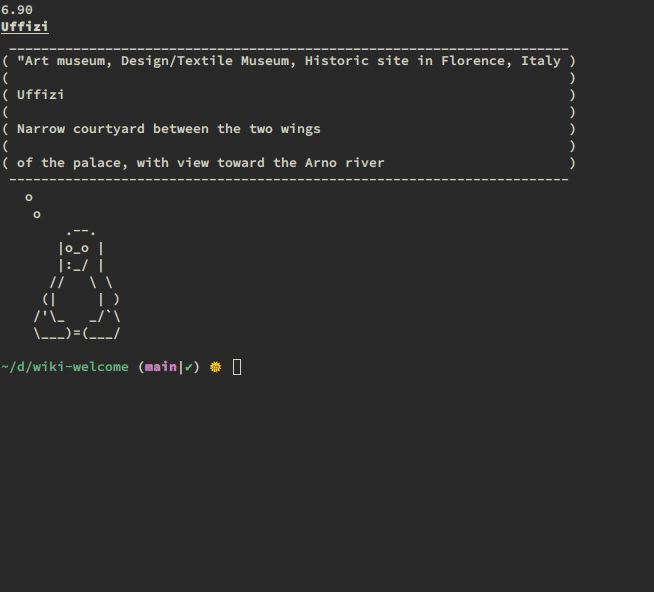 6.90
Uffizi
( "Art museum, Design/Textile Museum, Historic site in Florence, Italy )
( )
( Uffizi )
( )
( Narrow courtyard between the two wings )
( )
( of the palace, with view toward the Arno river )
o
o
.--.
|o_o |
|:_/ |
// \ \
(| | )
/'\_ _/`\
\___)=(___/
~/d/wiki-welcome (main|✔) 🌞